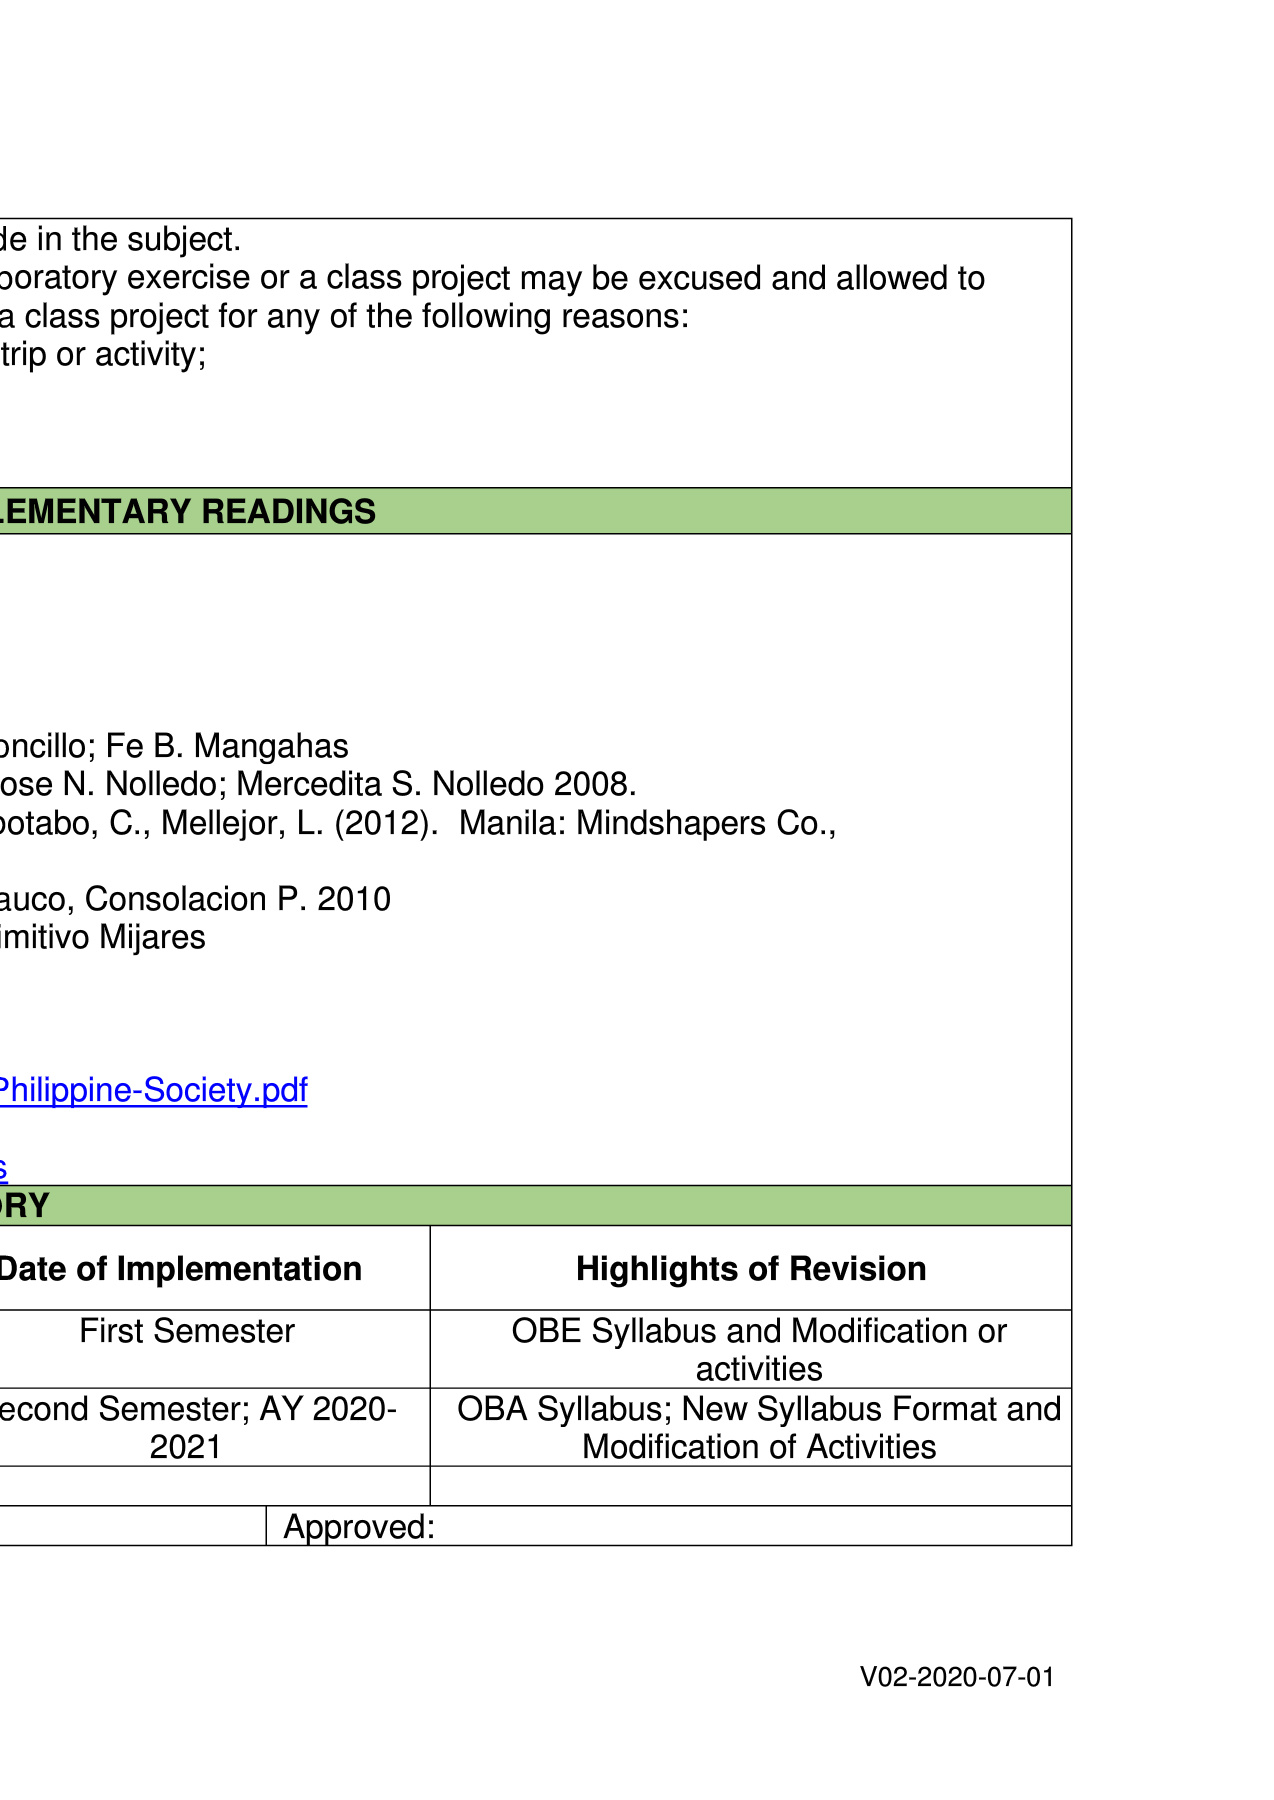 de in the subject.
boratory exercise or a class project may be excused and allowed to
a class project for any of the following reasons:
trip or activity;
LEMENTARY READINGS
oncillo; Fe B. Mangahas
ose N. Nolledo; Mercedita S. Nolledo 2008.
botabo, C., Mellejor, L. (2012).  Manila: Mindshapers Co.,
auco, Consolacion P. 2010
imitivo Mijares
Philippine-Society.pdf
s
ORY
Date of Implementation
Highlights of Revision
First Semester
OBE Syllabus and Modification or
activities
econd Semester; AY 2020-
2021
OBA Syllabus; New Syllabus Format and
Modification of Activities
Approved:
V02-2020-07-01